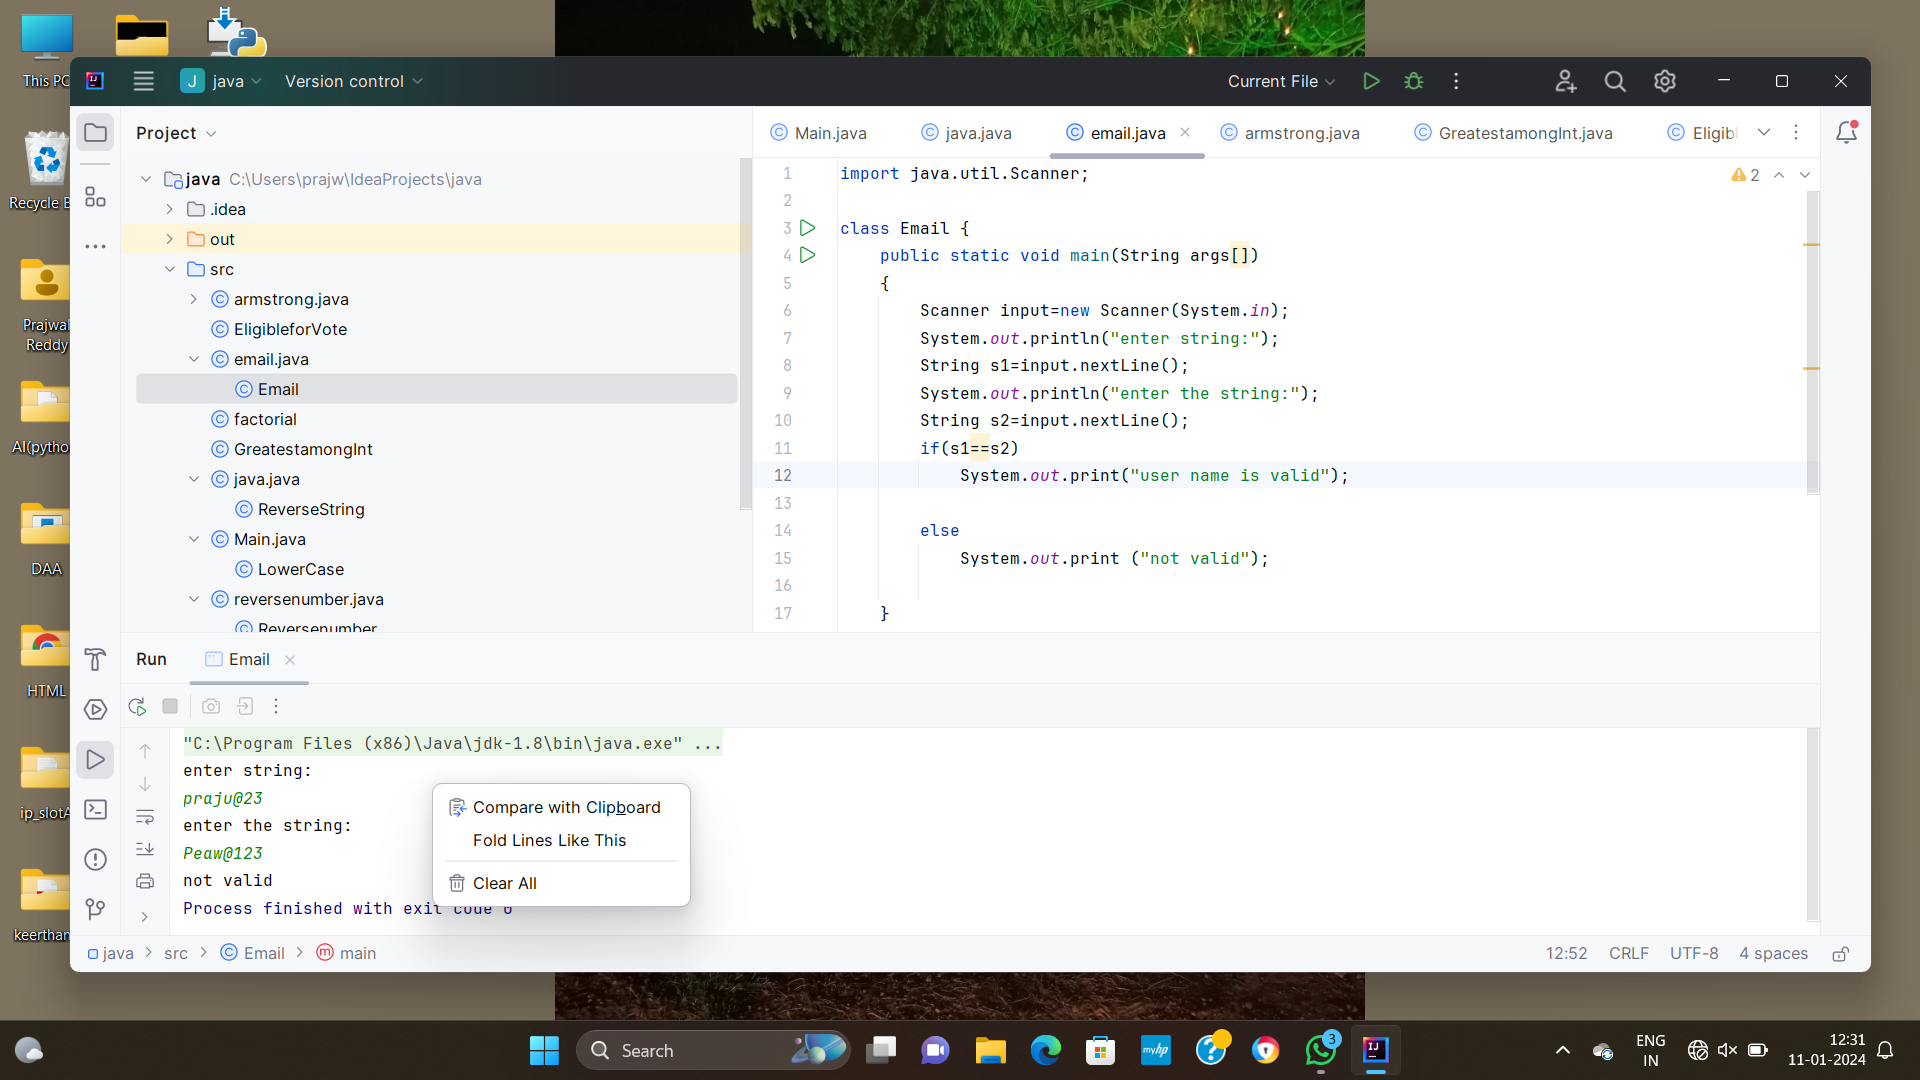 This PC
Recycle B
Prajwal
Reddy
AI(pytho
DAA
HTML
ip_slotA
keerthan
J java
Version control
Current File
Project
java C:\Users\prajw\IdeaProjects\java
.idea
out
src
armstrong.java
EligibleforVote
email.java
Email
factorial
GreatestamongInt
java.java
ReverseString
Main.java
LowerCase
reversenumber.java
Reversenumber
Main.java
java.java
email.java
armstrong.java
GreatestamongInt.java
Eligibl
2
1 import java.util.Scanner;
2
3 class Email {
4 public static void main(String args[])
5 {
6 Scanner input=new Scanner(System.in);
7 System.out.println("enter string:");
8 String s1=input.nextLine();
9 System.out.println("enter the string:");
10 String s2=input.nextLine();
11 if(s1==s2)
12 System.out.print("user name is valid");
13
14 else
15 System.out.print ("not valid");
16
17 }
Run
Email
"C:\Program Files (x86)\Java\jdk-1.8\bin\java.exe" ...
enter string:
praju@23
enter the string:
Peaw@123
not valid
Process finished with exit code 0
Compare with Clipboard
Fold Lines Like This
Clear All
java > src > Email > main
12:52 CRLF UTF-8 4 spaces
Search
myhp
3
ENG
IN
12:31
11-01-2024